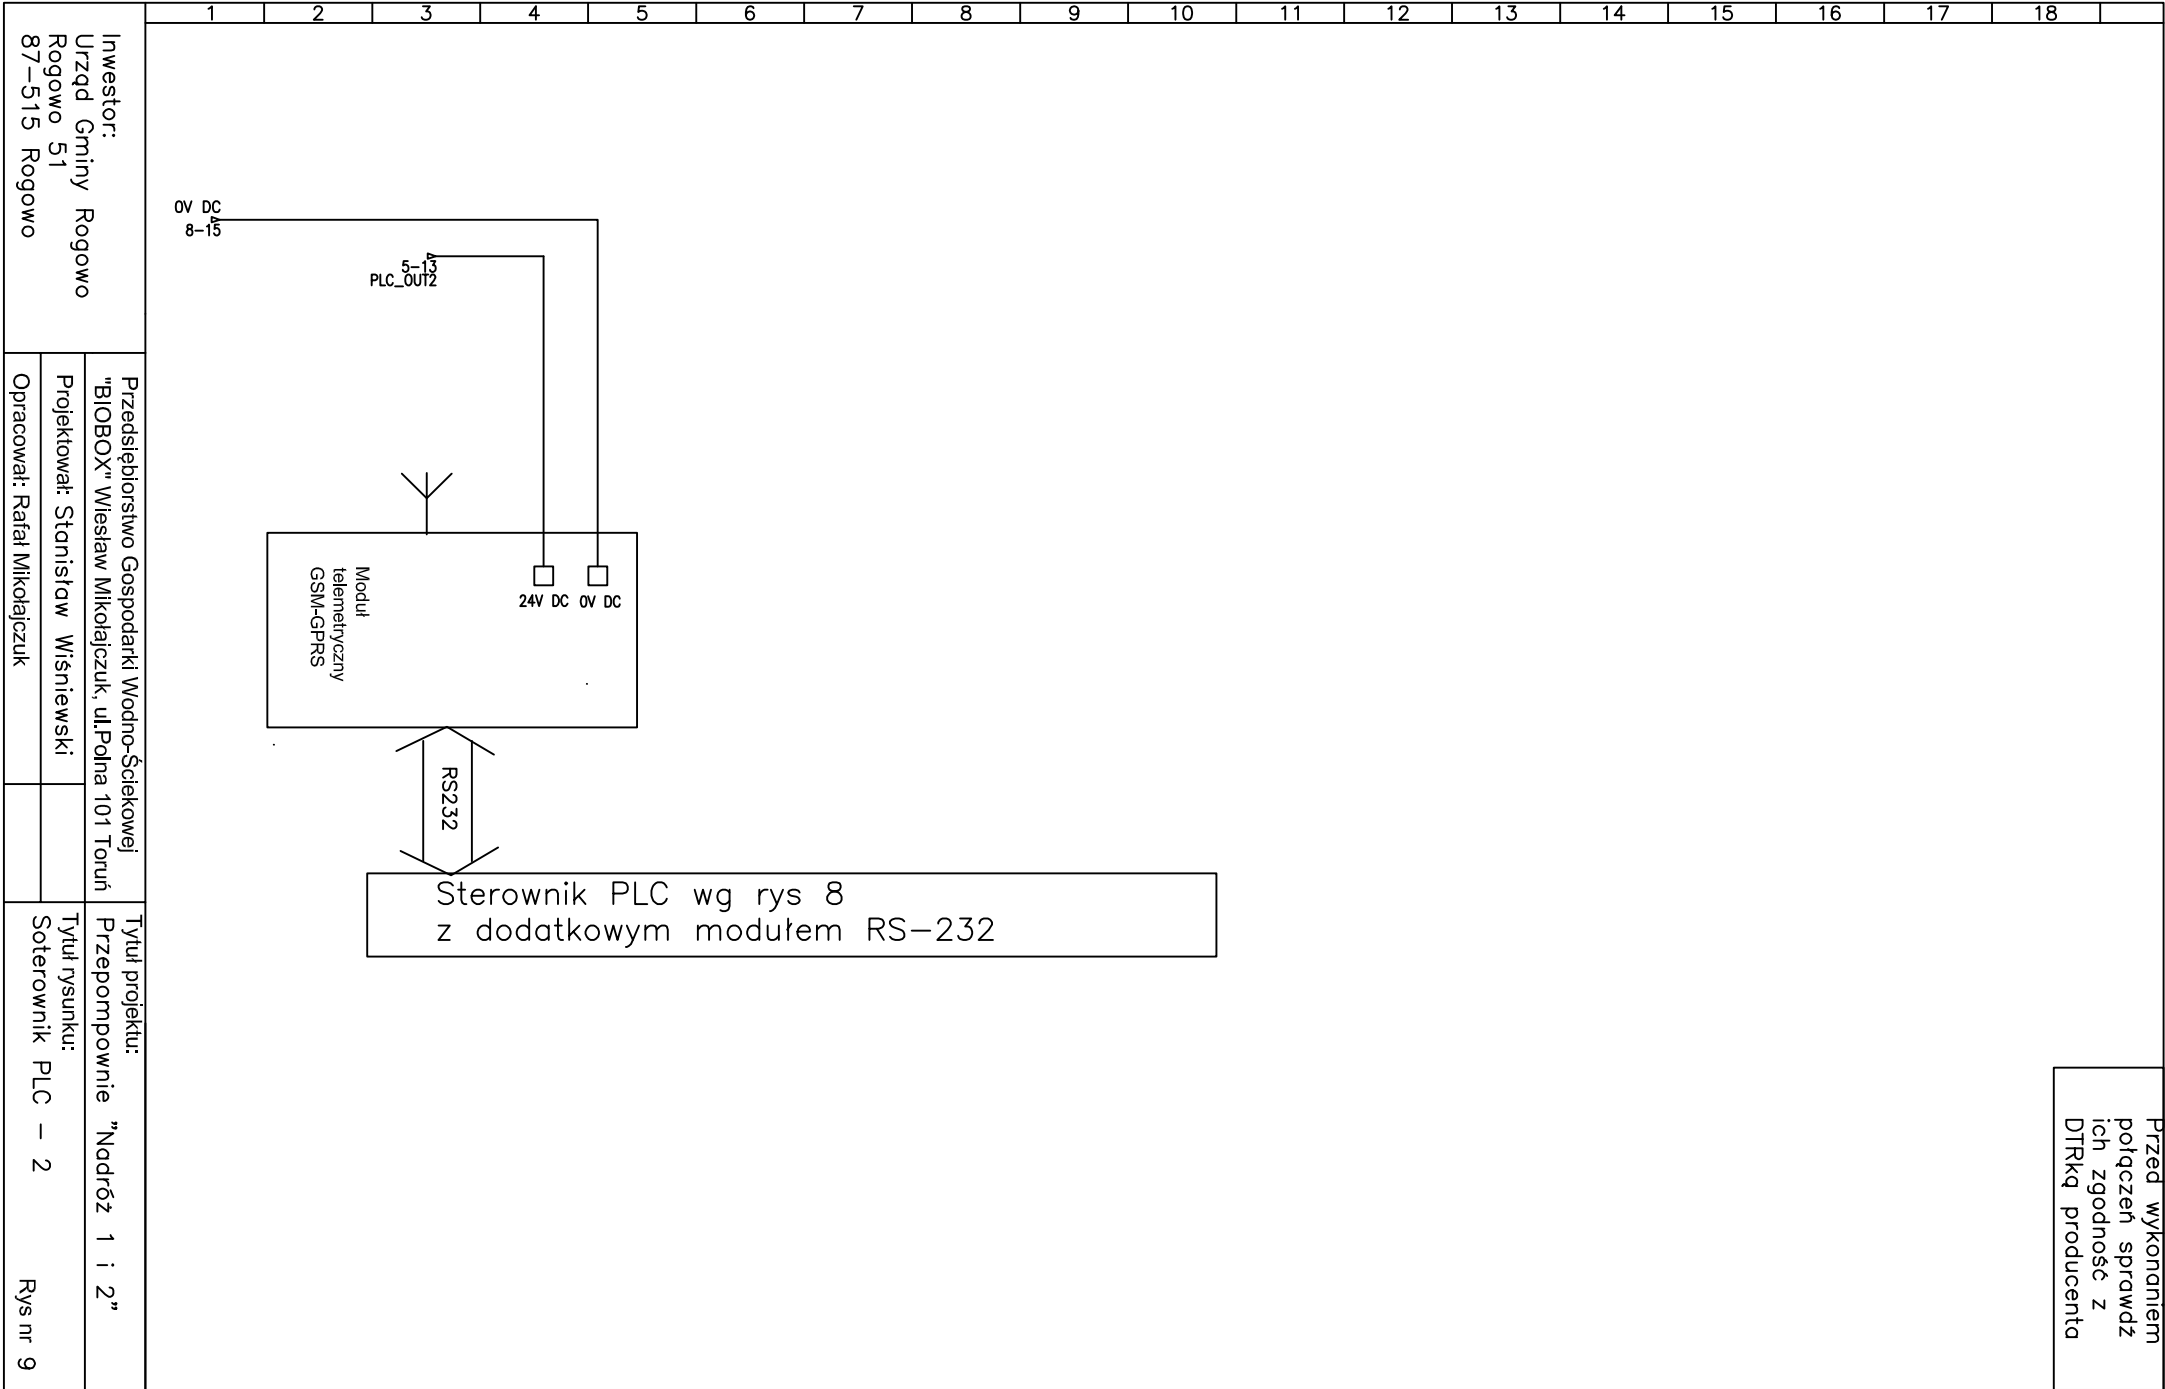 1 2 3 4 5 6 7 8 9 10 11 12 13 14 15 16 17 18
Inwestor:
Urząd Gminy Rogowo
Rogowo 51
87-515 Rogowo
Przedsiębiorstwo Gospodarki Wodno-Ściekowej
"BIOBOX" Wiesław Mikołajczuk, ul.Polna 101 Toruń
Projektował: Stanisław Wiśniewski
Opracował: Rafał Mikołajczuk
Tytuł projektu:
Przepompownie "Nadróż 1 i 2"
Tytuł rysunku:
Soterownik PLC - 2
Rys nr 9
0V DC
8-15
5-13
PLC_OUT2
24V DC
0V DC
Moduł
telemetryczny
GSM-GPRS
RS232
Sterownik PLC wg rys 8
z dodatkowym modułem RS-232
Przed wykonaniem
połączeń sprawdź
ich zgodność z
DTRką producenta